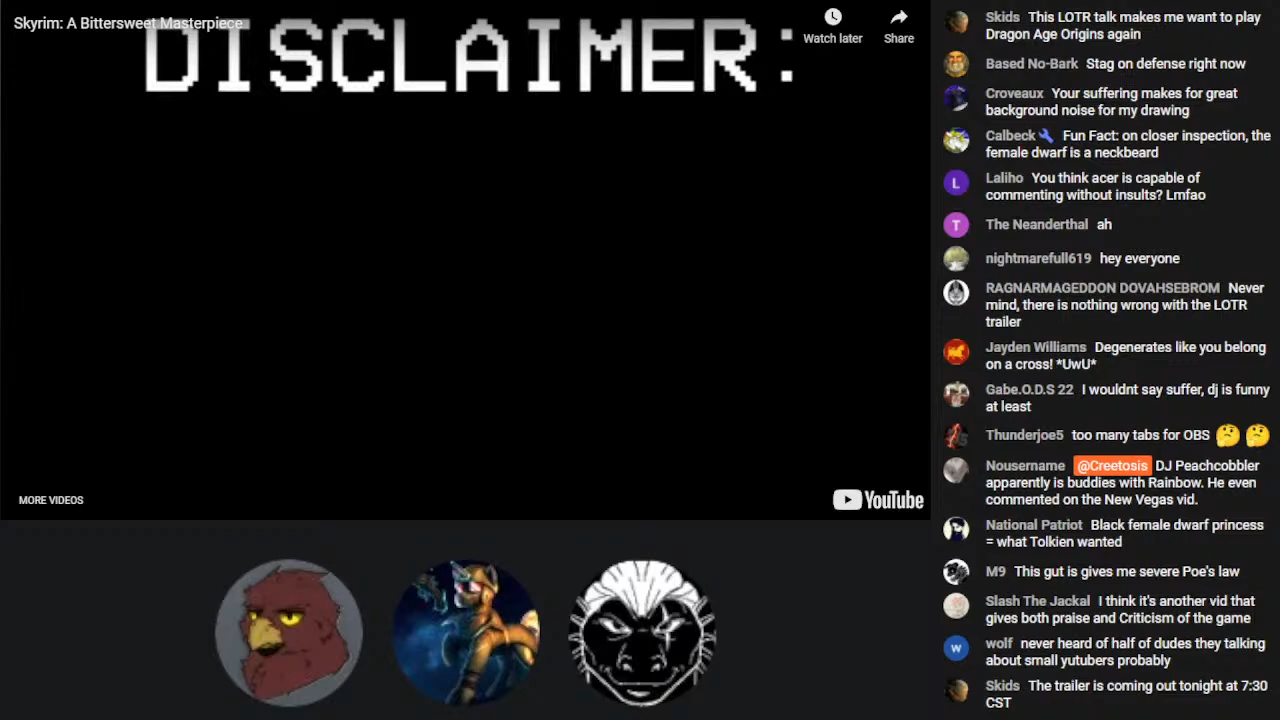 Skyrim: A Bittersweet Masterpiece
Watch later
Share
DISCLAIMER:
MORE VIDEOS
YouTube
Skids This LOTR talk makes me want to play
Dragon Age Origins again
Based No-Bark Stag on defense right now
Croveaux Your suffering makes for great
background noise for my drawing
Calbeck Fun Fact: on closer inspection, the
female dwarf is a neckbeard
L
Laliho You think acer is capable of
commenting without insults? Lmfao
T
The Neanderthal ah
nightmarefull619 hey everyone
RAGNARMAGEDDON DOVAHSEBROM Never
mind, there is nothing wrong with the LOTR
trailer
Jayden Williams Degenerates like you belong
on a cross! *UwU*
Gabe.O.D.S 22 I wouldnt say suffer, dj is funny
at least
Thunderjoe5 too many tabs for OBS 🤔 🤔
Nousername @Creetosis DJ Peachcobbler
apparently is buddies with Rainbow. He even
commented on the New Vegas vid.
National Patriot Black female dwarf princess
= what Tolkien wanted
M9 This gut is gives me severe Poe's law
Slash The Jackal I think it's another vid that
gives both praise and Criticism of the game
w
wolf never heard of half of dudes they talking
about small yutubers probably
Skids The trailer is coming out tonight at 7:30
CST